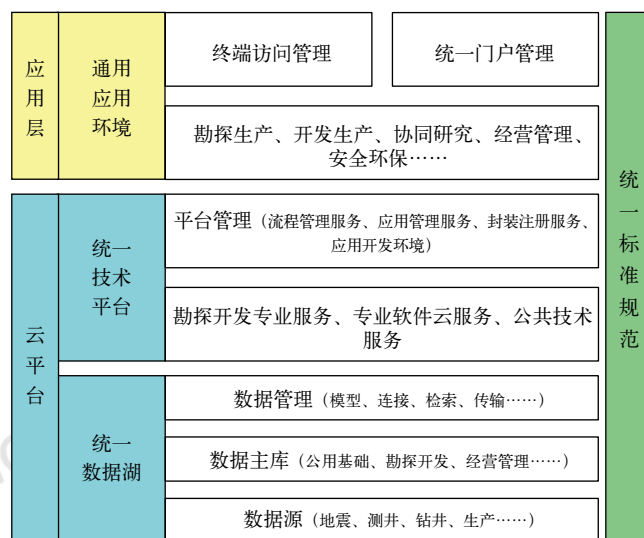 应用层
通用应用环境
终端访问管理
统一门户管理
勘探生产、开发生产、协同研究、经营管理、
安全环保……
云平台
统一技术平台
平台管理（流程管理服务、应用管理服务、封装注册服务、
应用开发环境）
勘探开发专业服务、专业软件云服务、公共技术
服务
统一数据湖
数据管理（模型、连接、检索、传输……）
数据主库（公用基础、勘探开发、经营管理……）
数据源（地震、测井、钻井、生产……）
统一标准规范